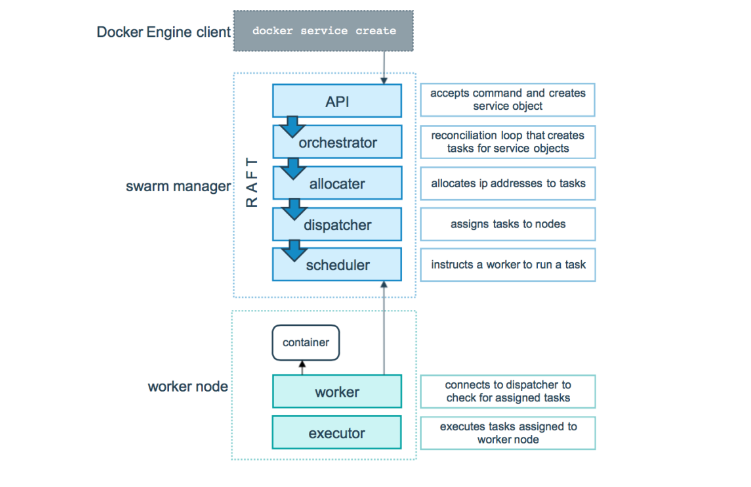 Docker Engine client
docker service create
API
accepts command and creates
service object
orchestrator
reconciliation loop that creates
tasks for service objects
swarm manager
RAFT
allocater
allocates ip addresses to tasks
dispatcher
assigns tasks to nodes
scheduler
instructs a worker to run a task
container
worker node
worker
connects to dispatcher to
check for assigned tasks
executor
executes tasks assigned to
worker node